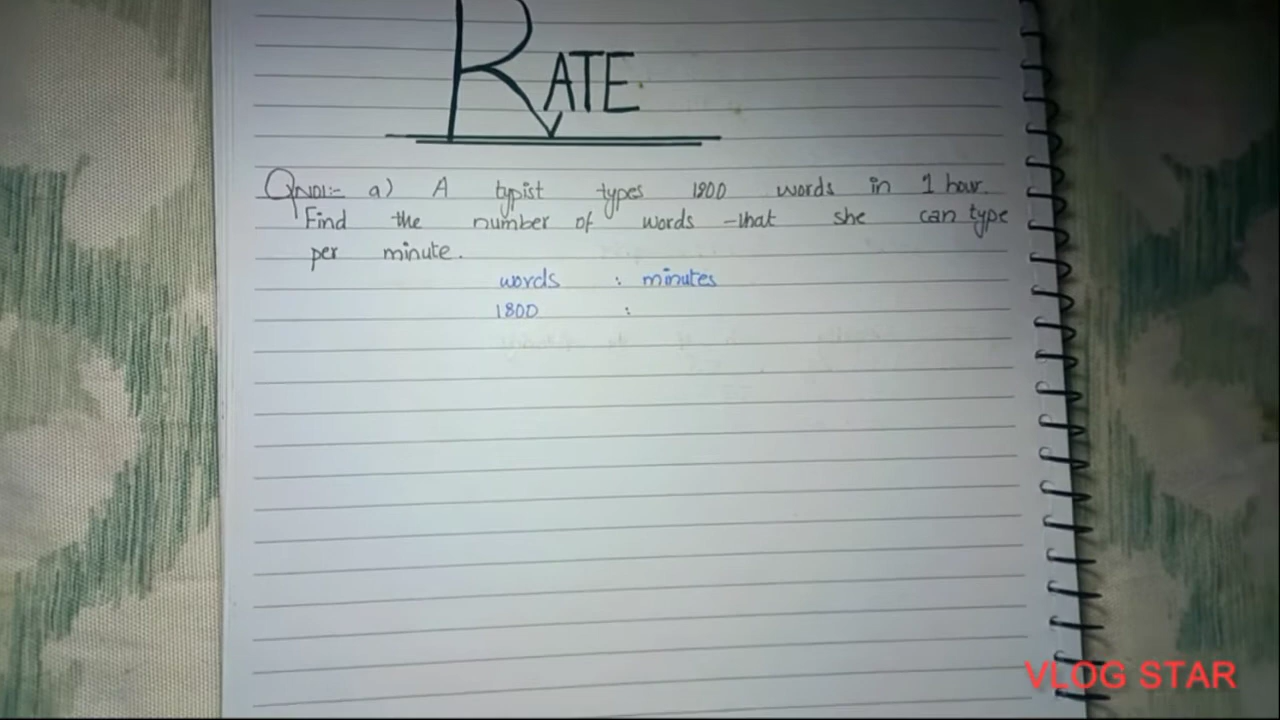 RATE
QNO1:- a) A typist types 1800 words in 1 hour.
Find the number of words that she can type
per minute.
words : minutes
1800 :
VLOG STAR